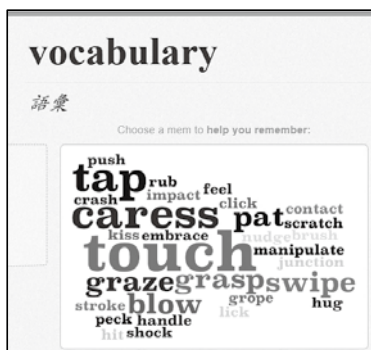 vocabulary
語彙
Choose a mem to help you remember:
push
tap rub feel
crash impact click
caress pat contact
scratch
kiss embrace nudge brush
touch manipulate
junction
graze grasp swipe
stroke blow grope hug
lick
peck handle
hit shock